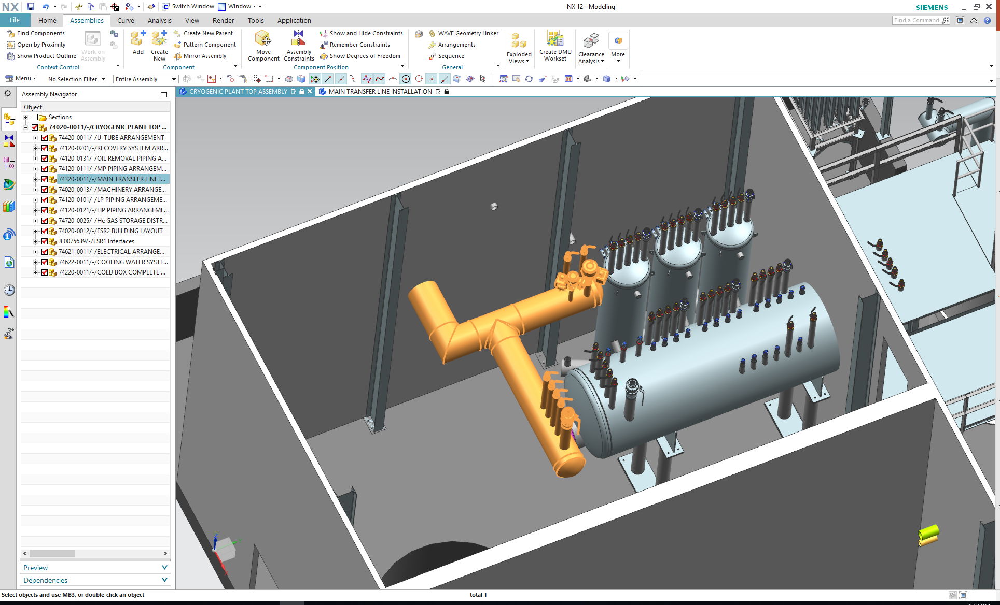 NX
Switch Window
Window
NX 12 - Modeling
SIEMENS
File
Home
Assemblies
Curve
Analysis
View
Render
Tools
Application
Find a Command
Find Components
Open by Proximity
Show Product Outline
Work on Assembly
Context Control
Add
Create New
Create New Parent
Pattern Component
Mirror Assembly
Component
Move Component
Assembly Constraints
Show and Hide Constraints
Remember Constraints
Show Degrees of Freedom
Component Position
WAVE Geometry Linker
Arrangements
Sequence
General
Exploded Views
Create DMU Workset
Clearance Analysis
More
Menu
No Selection Filter
Entire Assembly
Assembly Navigator
CRYOGENIC PLANT TOP ASSEMBLY
MAIN TRANSFER LINE INSTALLATION
Object
Sections
74020-0011/-/CRYOGENIC PLANT TOP ...
74420-0011/-/U-TUBE ARRANGEMENT
74120-0201/-/RECOVERY SYSTEM ARR...
74120-0131/-/OIL REMOVAL PIPING A...
74120-0111/-/MP PIPING ARRANGEM...
74320-0011/-/MAIN TRANSFER LINE I...
74020-0013/-/MACHINERY ARRANGE...
74120-0101/-/LP PIPING ARRANGEME...
74120-0121/-/HP PIPING ARRANGEME...
74720-0025/-/He GAS STORAGE DISTR...
74020-0012/-/ESR2 BUILDING LAYOUT
JL0075639/-/ESR1 Interfaces
74621-0011/-/ELECTRICAL ARRANGE...
74622-0011/-/COOLING WATER SYSTE...
74220-0011/-/COLD BOX COMPLETE ...
Z
Y
X
Preview
Dependencies
Select objects and use MB3, or double-click an object
total 1